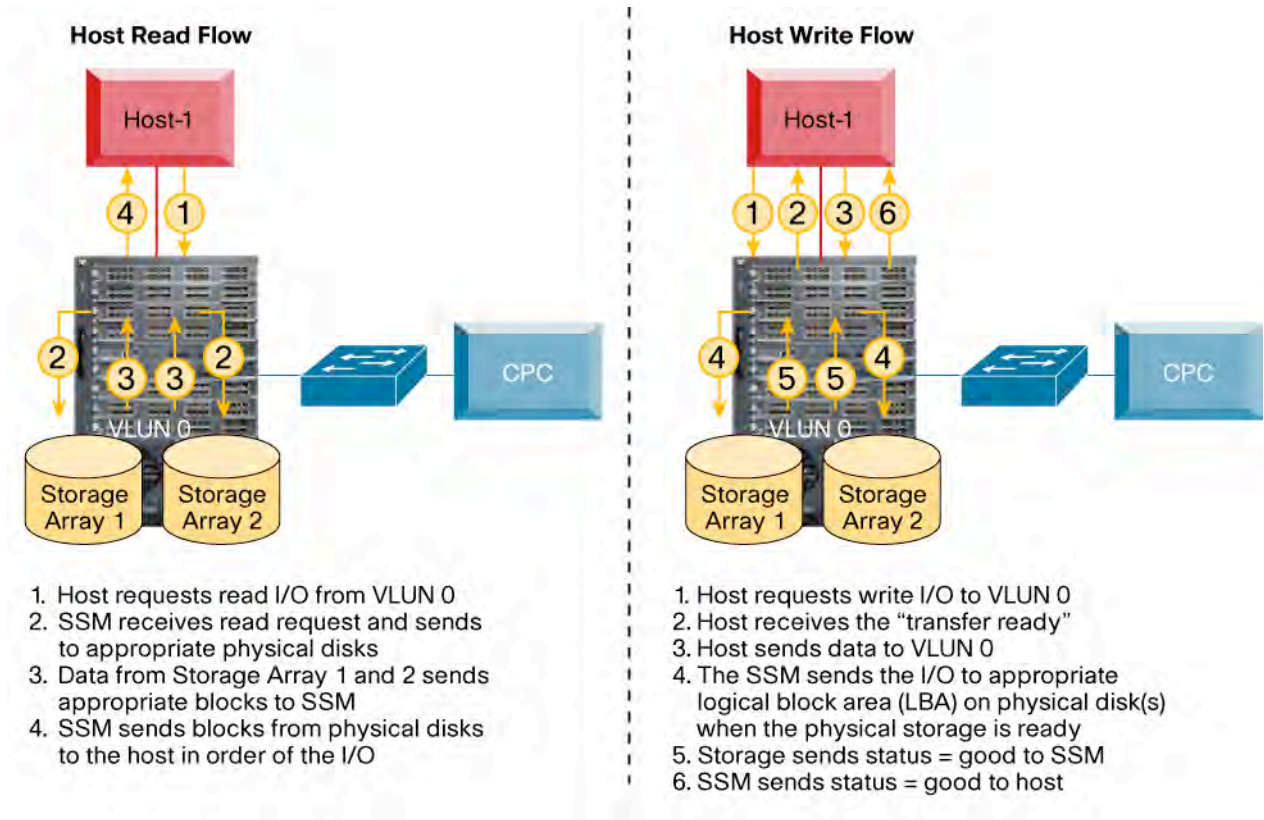 Host Read Flow
Host-1
4
1
2
3
3
2
CPC
VLUN 0
Storage
Array 1
Storage
Array 2
1. Host requests read I/O from VLUN 0
2. SSM receives read request and sends
to appropriate physical disks
3. Data from Storage Array 1 and 2 sends
appropriate blocks to SSM
4. SSM sends blocks from physical disks
to the host in order of the I/O
Host Write Flow
Host-1
1
2
3
6
4
5
5
4
CPC
VLUN 0
Storage
Array 1
Storage
Array 2
1. Host requests write I/O to VLUN 0
2. Host receives the “transfer ready”
3. Host sends data to VLUN 0
4. The SSM sends the I/O to appropriate
logical block area (LBA) on physical disk(s)
when the physical storage is ready
5. Storage sends status = good to SSM
6. SSM sends status = good to host